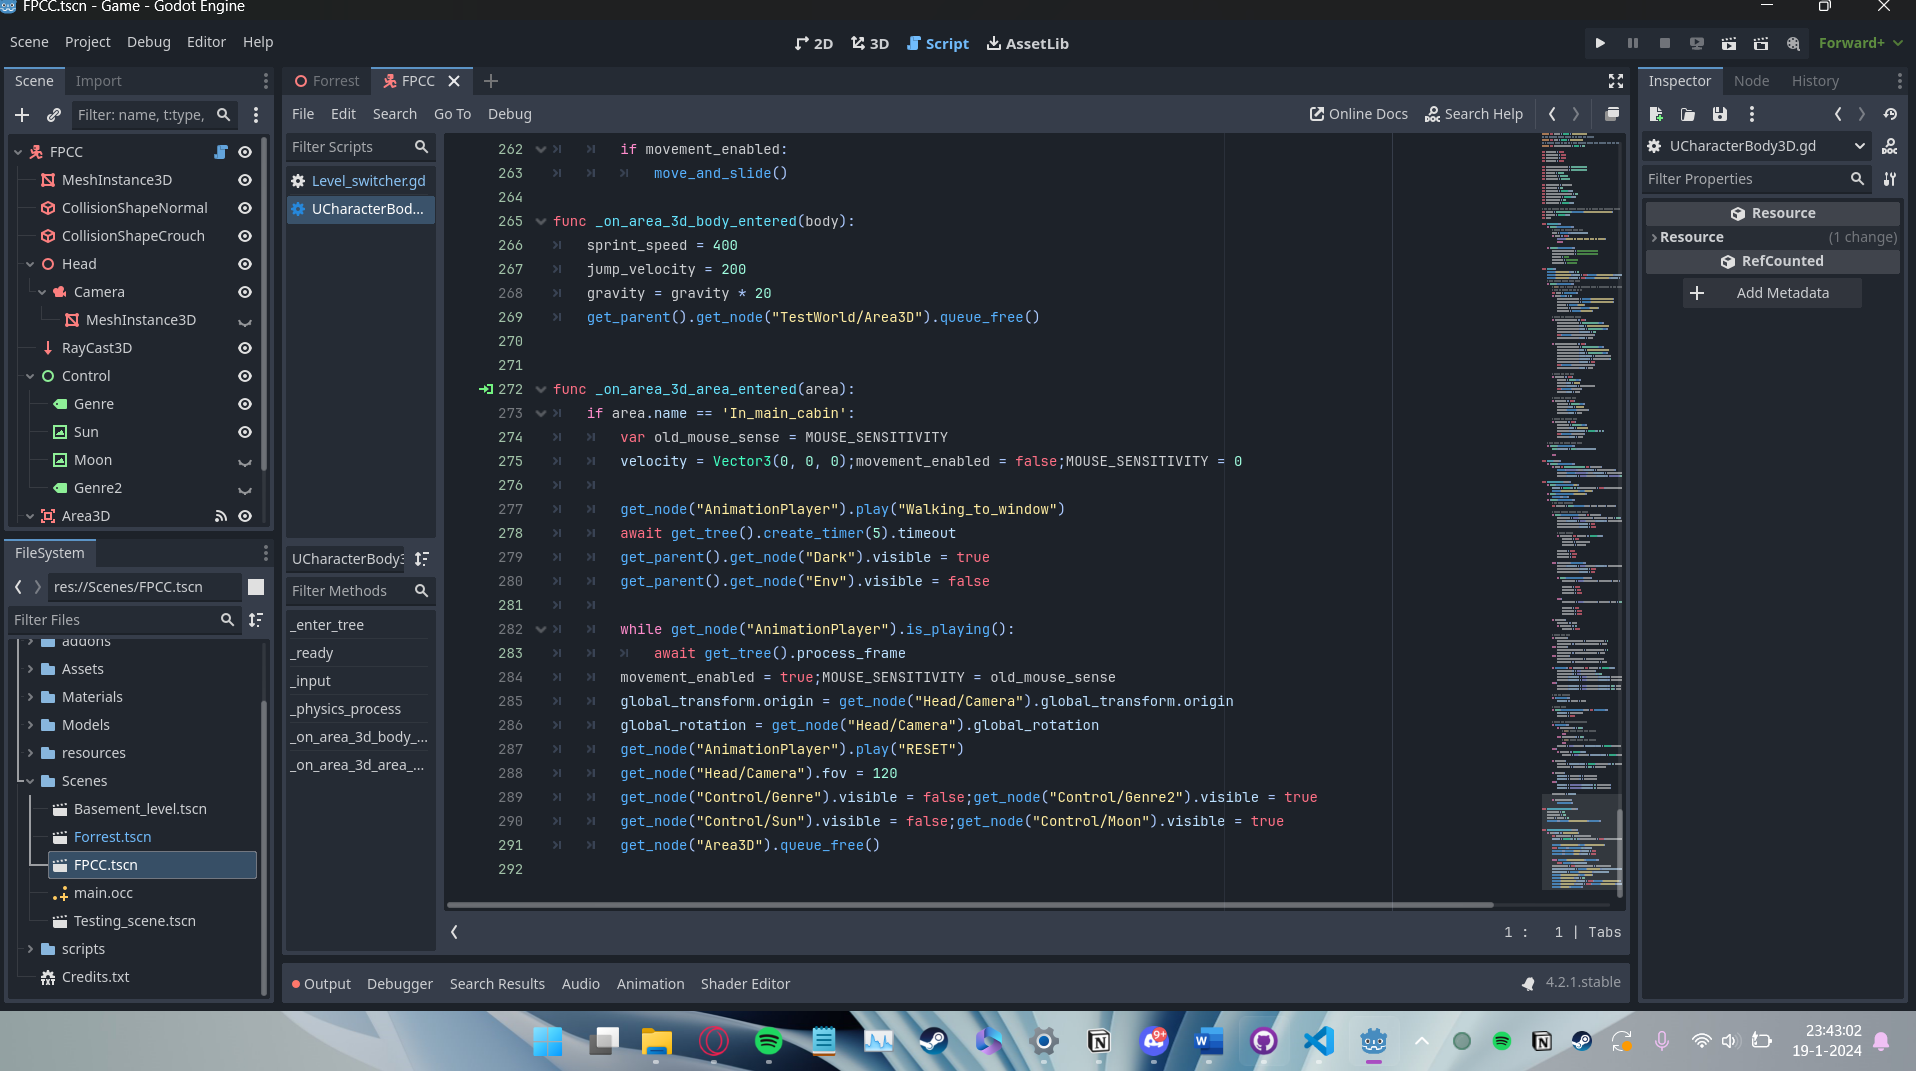 FPCC.tscn - Game - Godot Engine
Scene Project Debug Editor Help
2D 3D Script AssetLib
Forward+
Scene Import
Filter: name, t:type,
FPCC
MeshInstance3D
CollisionShapeNormal
CollisionShapeCrouch
Head
Camera
MeshInstance3D
RayCast3D
Control
Genre
Sun
Moon
Genre2
Area3D
FileSystem
res://Scenes/FPCC.tscn
Filter Files
addons
Assets
Materials
Models
resources
Scenes
Basement_level.tscn
Forrest.tscn
FPCC.tscn
main.occ
Testing_scene.tscn
scripts
Credits.txt
Forrest FPCC
File Edit Search Go To Debug
Online Docs Search Help
Filter Scripts
Level_switcher.gd
UCharacterBod...
UCharacterBody3
Filter Methods
_enter_tree
_ready
_input
_physics_process
_on_area_3d_body_...
_on_area_3d_area_...
262 if movement_enabled:
263 move_and_slide()
264
265 func _on_area_3d_body_entered(body):
266 sprint_speed = 400
267 jump_velocity = 200
268 gravity = gravity * 20
269 get_parent().get_node("TestWorld/Area3D").queue_free()
270
271
272 func _on_area_3d_area_entered(area):
273 if area.name == 'In_main_cabin':
274 var old_mouse_sense = MOUSE_SENSITIVITY
275 velocity = Vector3(0, 0, 0);movement_enabled = false;MOUSE_SENSITIVITY = 0
276
277 get_node("AnimationPlayer").play("Walking_to_window")
278 await get_tree().create_timer(5).timeout
279 get_parent().get_node("Dark").visible = true
280 get_parent().get_node("Env").visible = false
281
282 while get_node("AnimationPlayer").is_playing():
283 await get_tree().process_frame
284 movement_enabled = true;MOUSE_SENSITIVITY = old_mouse_sense
285 global_transform.origin = get_node("Head/Camera").global_transform.origin
286 global_rotation = get_node("Head/Camera").global_rotation
287 get_node("AnimationPlayer").play("RESET")
288 get_node("Head/Camera").fov = 120
289 get_node("Control/Genre").visible = false;get_node("Control/Genre2").visible = true
290 get_node("Control/Sun").visible = false;get_node("Control/Moon").visible = true
291 get_node("Area3D").queue_free()
292
1 : 1 | Tabs
Output Debugger Search Results Audio Animation Shader Editor
4.2.1.stable
Inspector Node History
UCharacterBody3D.gd
DOC
Filter Properties
Resource
Resource (1 change)
RefCounted
Add Metadata
9+
23:43:02
19-1-2024